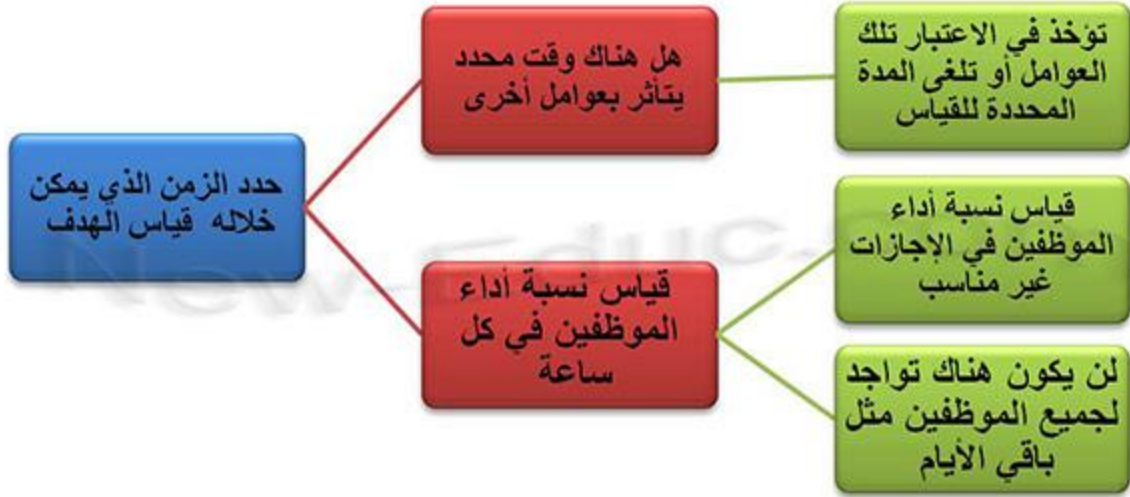 حدد الزمن الذي يمكن
خلاله قياس الهدف
هل هناك وقت محدد
يتأثر بعوامل أخرى
تؤخذ في الاعتبار تلك
العوامل أو تلغى المدة
المحددة للقياس
قياس نسبة أداء
الموظفين في كل
ساعة
قياس نسبة أداء
الموظفين في الإجازات
غير مناسب
لن يكون هناك تواجد
لجميع الموظفين مثل
باقي الأيام